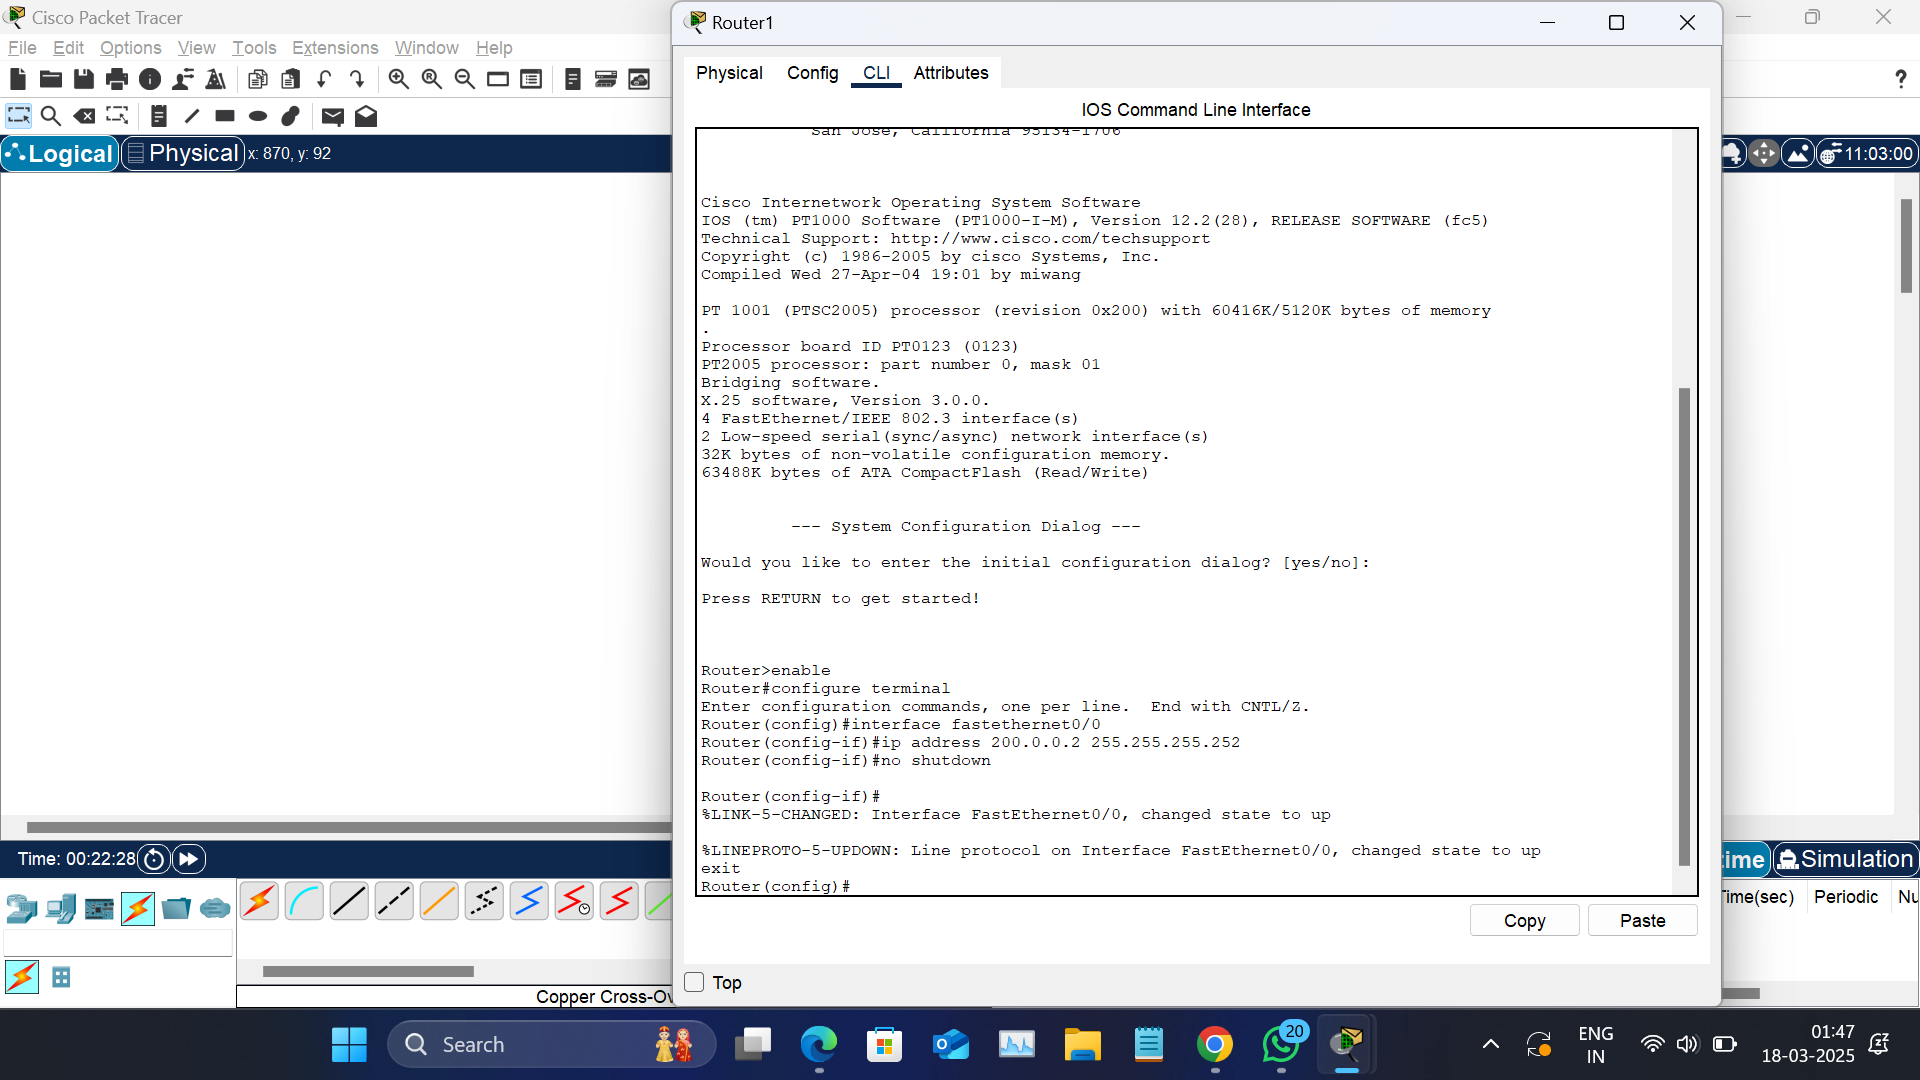 Cisco Packet Tracer
Router1
File Edit Options View Tools Extensions Window Help
Physical Config CLI Attributes
?
IOS Command Line Interface
Logical Physical x: 870, y: 92
11:03:00
San Jose, California 95134-1706
Cisco Internetwork Operating System Software
IOS (tm) PT1000 Software (PT1000-I-M), Version 12.2(28), RELEASE SOFTWARE (fc5)
Technical Support: http://www.cisco.com/techsupport
Copyright (c) 1986-2005 by cisco Systems, Inc.
Compiled Wed 27-Apr-04 19:01 by miwang
PT 1001 (PTSC2005) processor (revision 0x200) with 60416K/5120K bytes of memory
.
Processor board ID PT0123 (0123)
PT2005 processor: part number 0, mask 01
Bridging software.
X.25 software, Version 3.0.0.
4 FastEthernet/IEEE 802.3 interface(s)
2 Low-speed serial(sync/async) network interface(s)
32K bytes of non-volatile configuration memory.
63488K bytes of ATA CompactFlash (Read/Write)
--- System Configuration Dialog ---
Would you like to enter the initial configuration dialog? [yes/no]:
Press RETURN to get started!
Router>enable
Router#configure terminal
Enter configuration commands, one per line.  End with CNTL/Z.
Router(config)#interface fastethernet0/0
Router(config-if)#ip address 200.0.0.2 255.255.255.252
Router(config-if)#no shutdown
Router(config-if)#
%LINK-5-CHANGED: Interface FastEthernet0/0, changed state to up
%LINEPROTO-5-UPDOWN: Line protocol on Interface FastEthernet0/0, changed state to up
exit
Router(config)#
Time: 00:22:28
ime Simulation
Time(sec) Periodic Nu
Copy Paste
Top
Copper Cross-Ov
Search
20
ENG
IN
01:47
18-03-2025